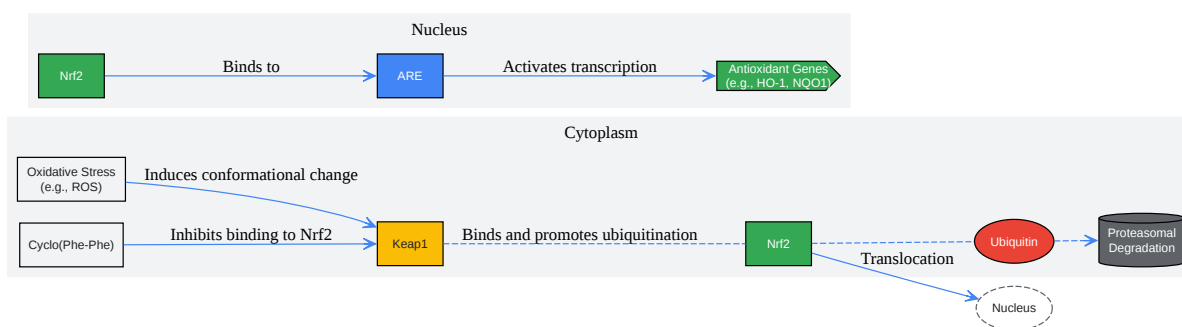 Nucleus
Nrf2
Binds to
ARE
Activates transcription
Antioxidant Genes
(e.g., HO-1, NQO1)
Cytoplasm
Oxidative Stress
(e.g., ROS)
Induces conformational change
Cyclo(Phe-Phe)
Inhibits binding to Nrf2
Keap1
Binds and promotes ubiquitination
Nrf2
Ubiquitin
Proteasomal
Degradation
Translocation
Nucleus